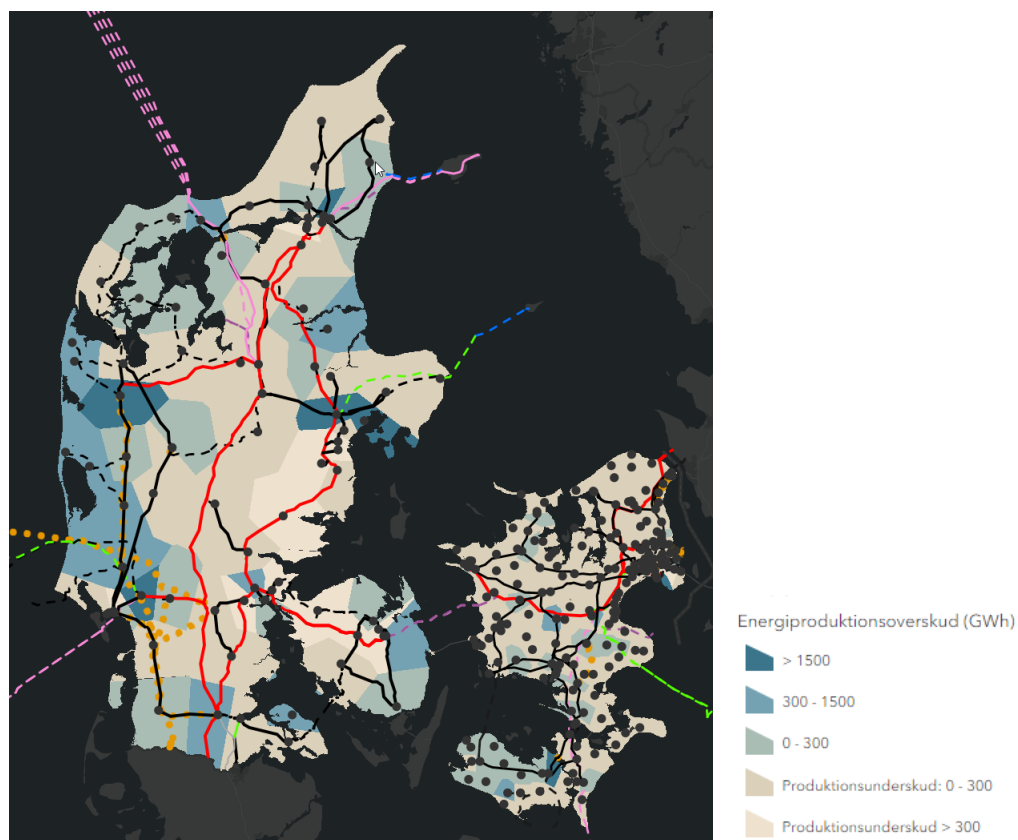 Energiproduktionsoverskud (GWh)
> 1500
300 - 1500
0 - 300
Produktionsunderskud: 0 - 300
Produktionsunderskud > 300